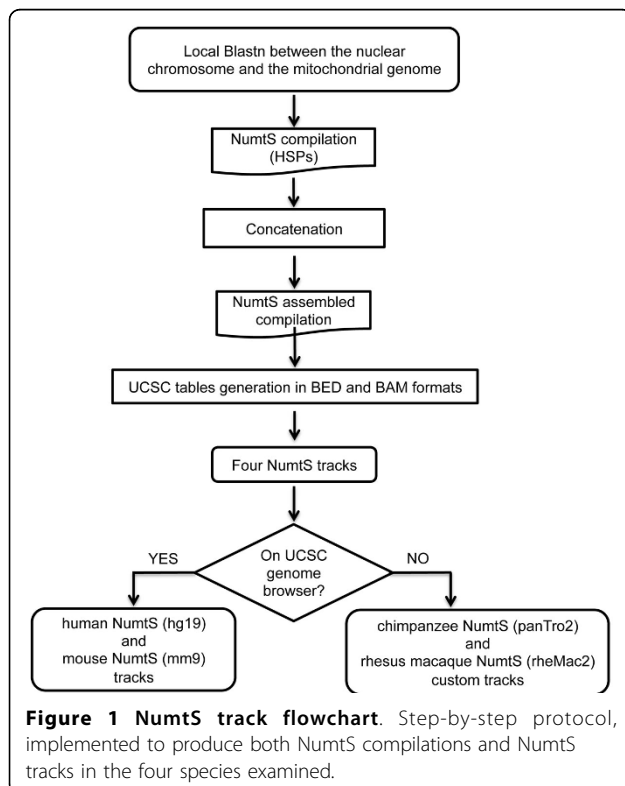 Local Blastn between the nuclear
chromosome and the mitochondrial genome
NumtS compilation
(HSPs)
Concatenation
NumtS assembled
compilation
UCSC tables generation in BED and BAM formats
Four NumtS tracks
On UCSC
genome
browser?
YES
NO
human NumtS (hg19)
and
mouse NumtS (mm9)
tracks
chimpanzee NumtS (panTro2)
and
rhesus macaque NumtS (rheMac2)
custom tracks
Figure 1 NumtS track flowchart. Step-by-step protocol,
implemented to produce both NumtS compilations and NumtS
tracks in the four species examined.